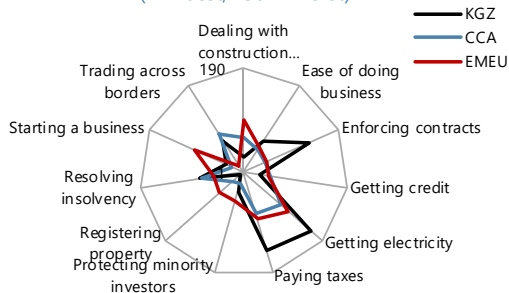 KGZ
CCA
EMEU
Dealing with
construction...
190
Ease of doing
business
Enforcing contracts
Getting credit
Getting electricity
Paying taxes
Protecting minority
investors
Registering
property
Resolving
insolvency
Starting a business
Trading across
borders